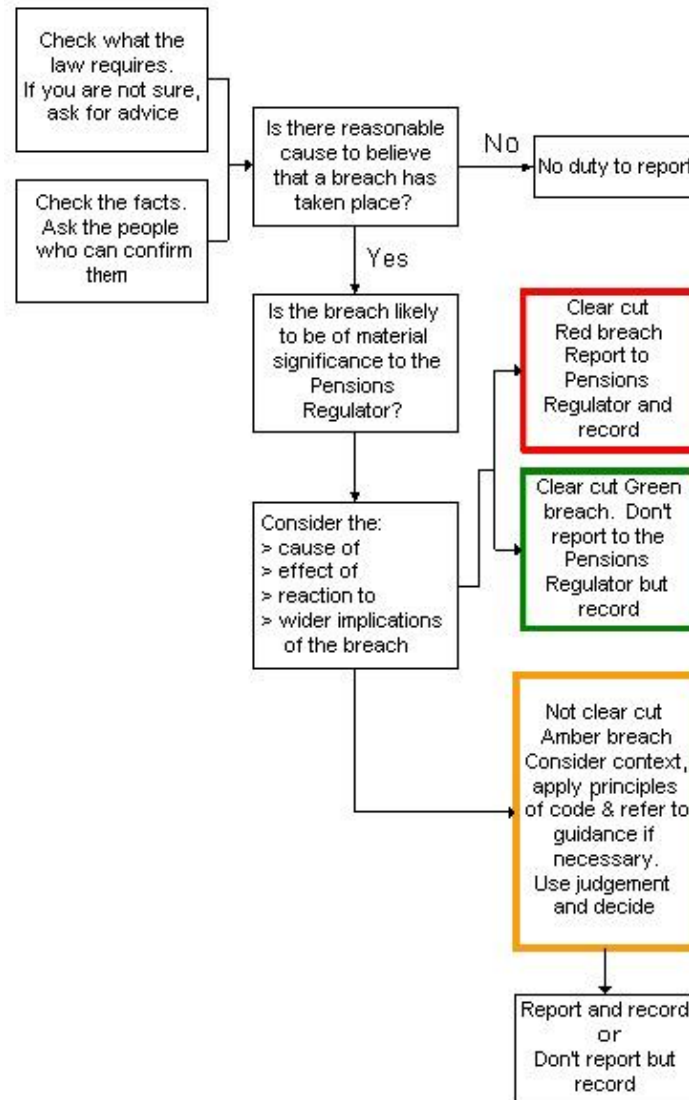 Check what the
law requires.
If you are not sure,
ask for advice
Check the facts.
Ask the people
who can confirm
them
Is there reasonable
cause to believe
that a breach has
taken place?
No
No duty to report
Yes
Is the breach likely
to be of material
significance to the
Pensions
Regulator?
Clear cut
Red breach
Report to
Pensions
Regulator and
record
Clear cut Green
breach. Don't
report to the
Pensions
Regulator but
record
Consider the:
> cause of
> effect of
> reaction to
> wider implications
of the breach
Not clear cut
Amber breach
Consider context,
apply principles
of code & refer to
guidance if
necessary.
Use judgement
and decide
Report and record
or
Don't report but
record